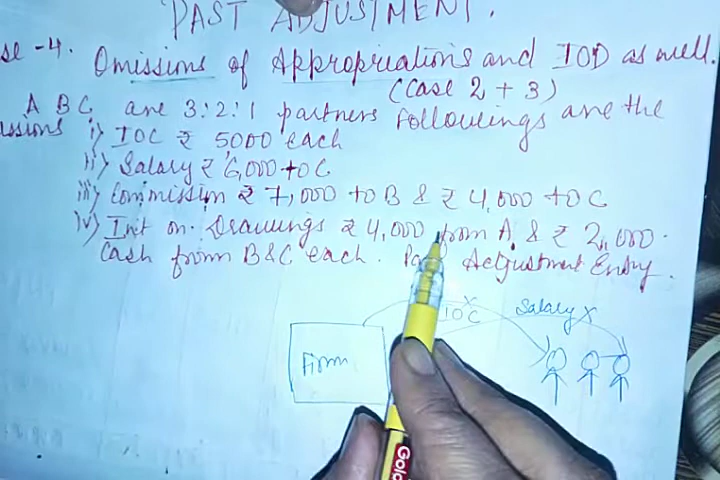 PAST ADJUSTMENT.
se-4. Omissions of Appropriations and IOD as well.
(Case 2 + 3)
A B C are 3:2:1 partners Followings are the
ssions i) IOC ₹ 5000 each
ii) Salary ₹ 6,000 to C
iii) Commission ₹ 7,000 to B & ₹ 4,000 to C
iv) Int on Drawings ₹ 4,000 from A & ₹ 2,000.
Cash from B&C each. Adjustment Entry.
IOC Salary
Firm
Gold